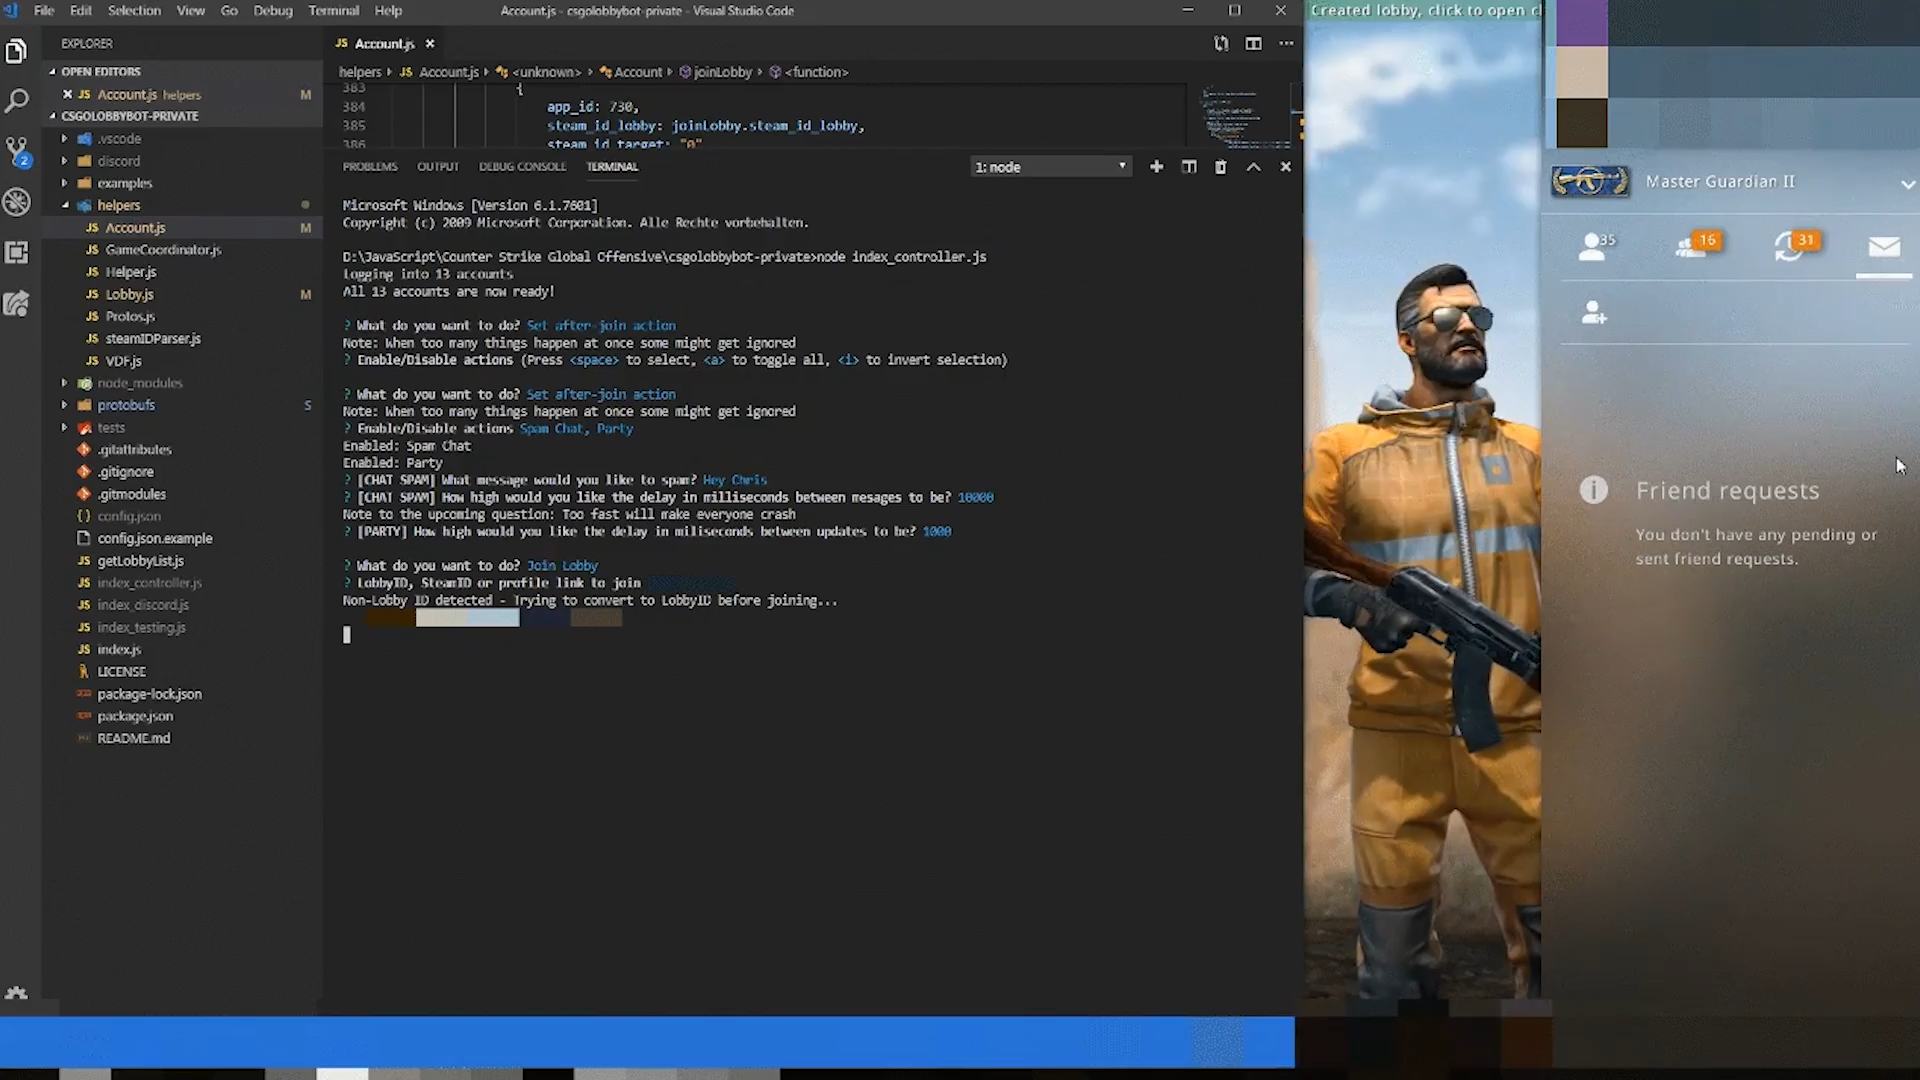 File Edit Selection View Go Debug Terminal Help
Account.js - csgolobbybot-private - Visual Studio Code
EXPLORER
OPEN EDITORS
Account.js helpers M
CSGOLOBBYBOT-PRIVATE
.vscode
discord
examples
helpers
Account.js M
GameCoordinator.js
Helper.js
Lobby.js M
Protos.js
steamIDParser.js
VDF.js
node_modules
protobufs S
tests
.gitattributes
.gitignore
.gitmodules
config.json
config.json.example
getLobbyList.js
index_controller.js
index_discord.js
index_testing.js
index.js
LICENSE
package-lock.json
package.json
README.md
2
JS Account.js
helpers JS Account.js <unknown> Account joinLobby <function>
383 {
384 app_id: 730,
385 steam_id_lobby: joinLobby.steam_id_lobby,
386 steam_id_target: "0"
PROBLEMS OUTPUT DEBUG CONSOLE TERMINAL
1: node
Microsoft Windows [Version 6.1.7601]
Copyright (c) 2009 Microsoft Corporation. Alle Rechte vorbehalten.
D:\JavaScript\Counter Strike Global Offensive\csgolobbybot-private>node index_controller.js
Logging into 13 accounts
All 13 accounts are now ready!
? What do you want to do? Set after-join action
Note: When too many things happen at once some might get ignored
? Enable/Disable actions (Press <space> to select, <a> to toggle all, <i> to invert selection)
? What do you want to do? Set after-join action
Note: When too many things happen at once some might get ignored
? Enable/Disable actions Spam Chat, Party
Enabled: Spam Chat
Enabled: Party
? [CHAT SPAM] What message would you like to spam? Hey Chris
? [CHAT SPAM] How high would you like the delay in milliseconds between mesages to be? 10000
Note to the upcoming question: Too fast will make everyone crash
? [PARTY] How high would you like the delay in miliseconds between updates to be? 1000
? What do you want to do? Join Lobby
? LobbyID, SteamID or profile link to join
Non-Lobby ID detected - Trying to convert to LobbyID before joining...
Created lobby, click to open
Master Guardian II
35 16 31
Friend requests
You don't have any pending or
sent friend requests.